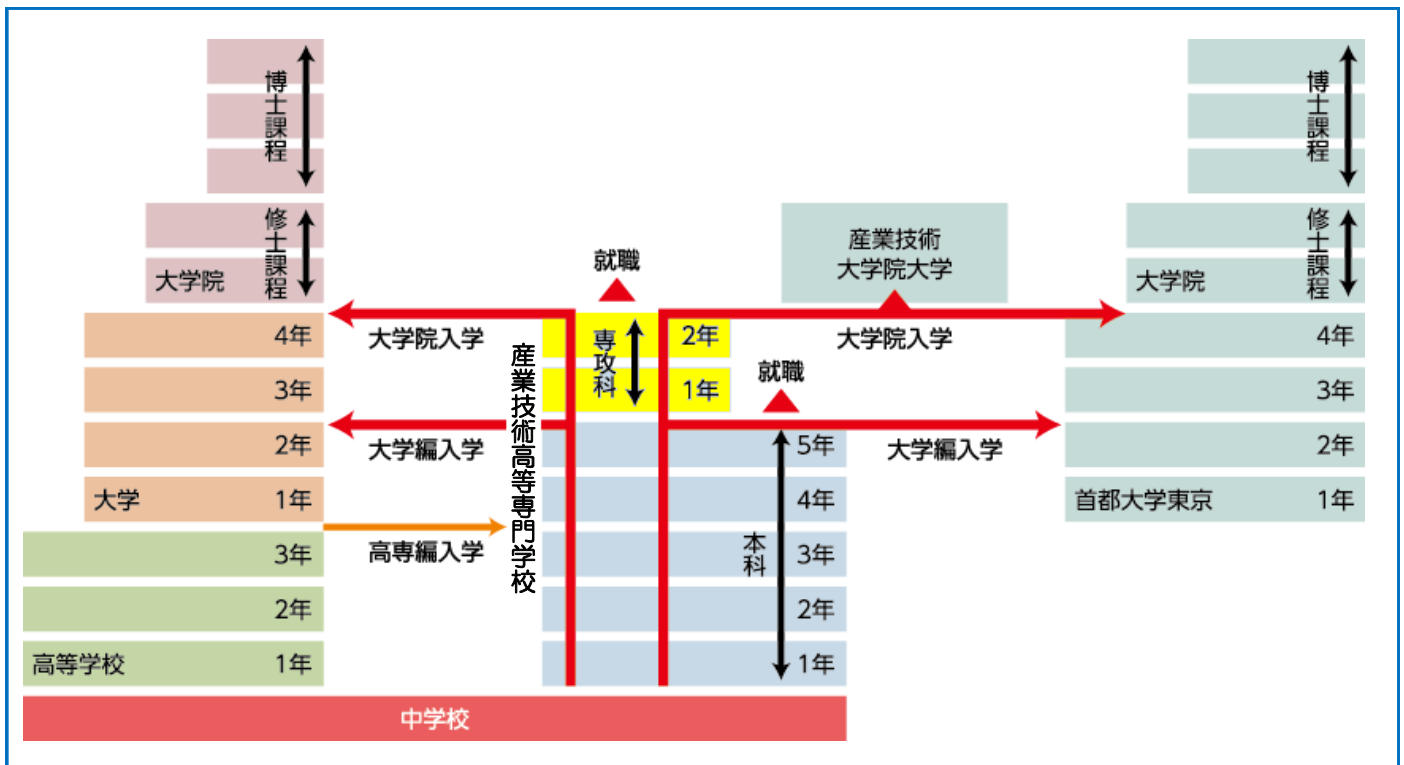 博士課程
博士課程
修士課程
修士課程
産業技術
大学院大学
就職
大学院
大学院
4年
大学院入学
専攻科
2年
大学院入学
4年
産業技術高等専門学校
3年
1年
就職
3年
2年
大学編入学
5年
大学編入学
2年
大学
1年
4年
首都大学東京
1年
3年
高専編入学
本科
3年
2年
2年
高等学校
1年
1年
中学校